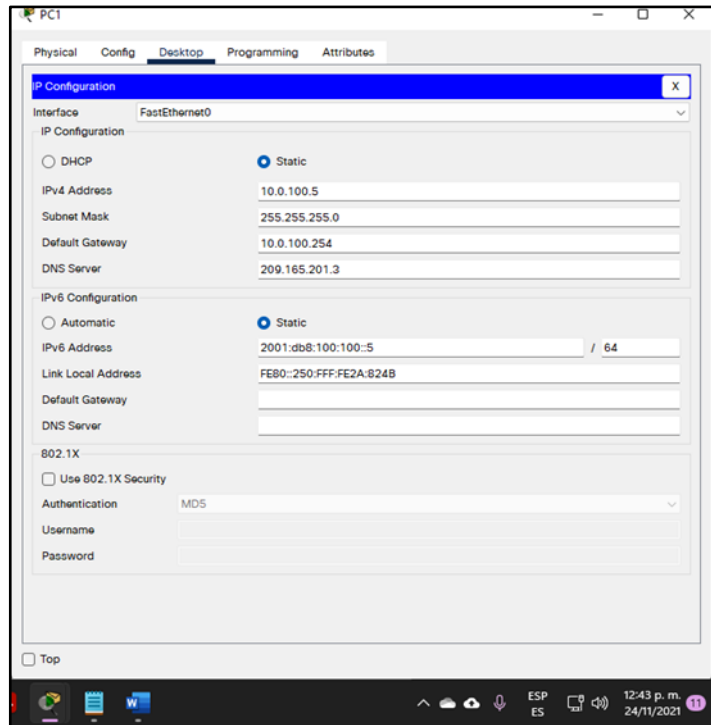 PC1
Physical Config Desktop Programming Attributes
IP Configuration X
Interface FastEthernet0
IP Configuration
DHCP Static
IPv4 Address 10.0.100.5
Subnet Mask 255.255.255.0
Default Gateway 10.0.100.254
DNS Server 209.165.201.3
IPv6 Configuration
Automatic Static
IPv6 Address 2001:db8:100:100::5 / 64
Link Local Address FE80::250:FFF:FE2A:824B
Default Gateway
DNS Server
802.1X
Use 802.1X Security
Authentication MD5
Username
Password
Top
ESP 12:43 p. m.
ES 24/11/2021 11